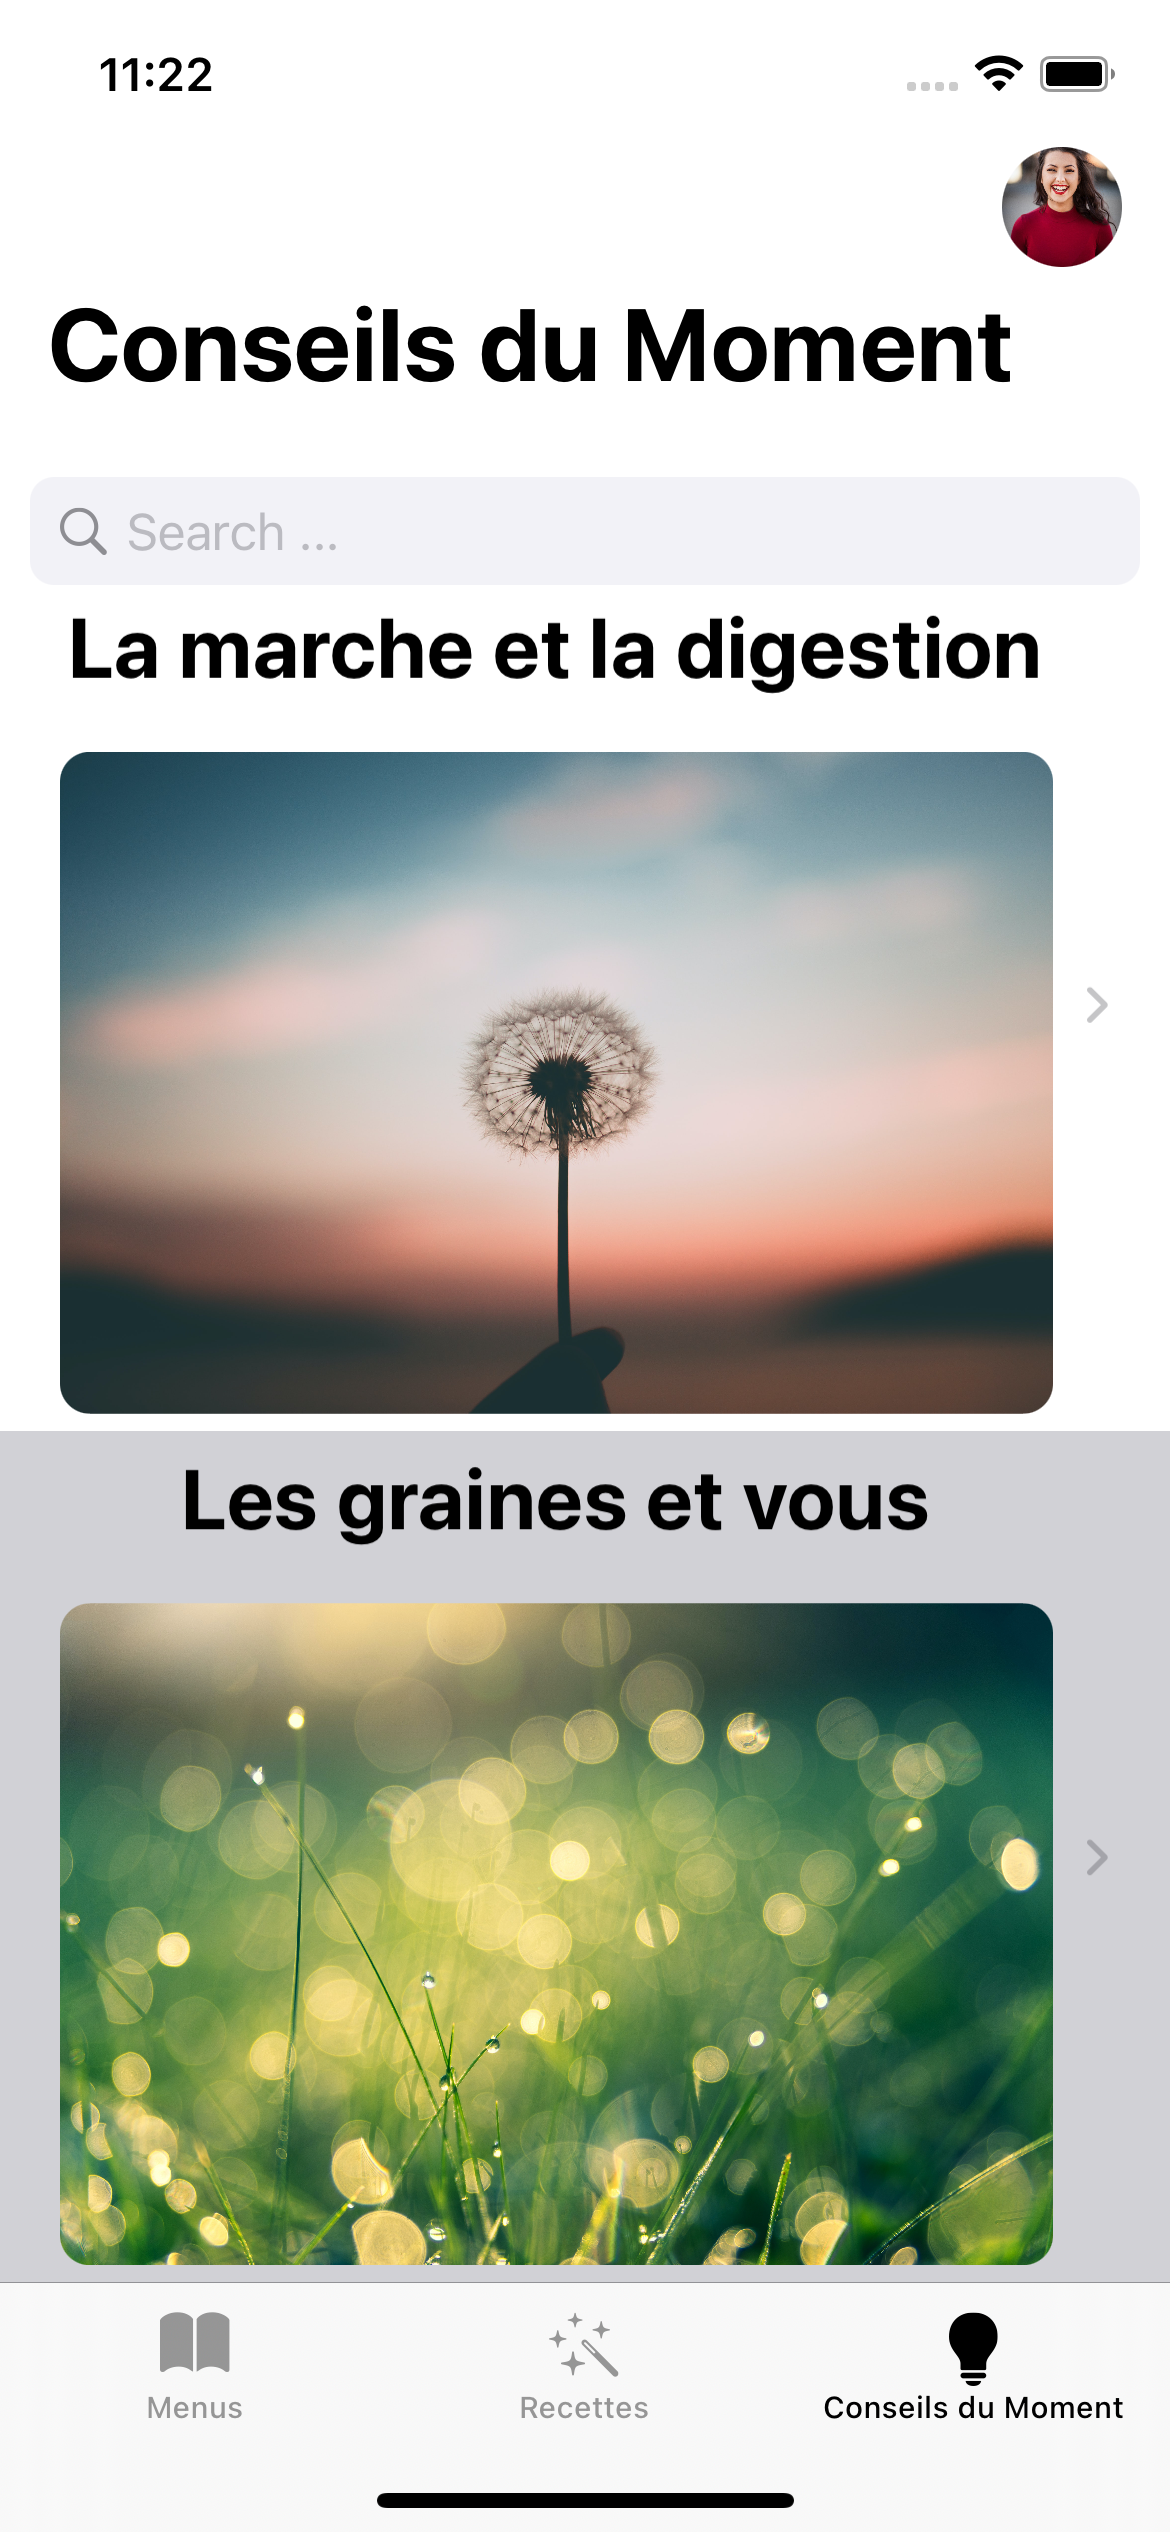 11:22
Conseils du Moment
Search ...
La marche et la digestion
Les graines et vous
Menus
Recettes
Conseils du Moment